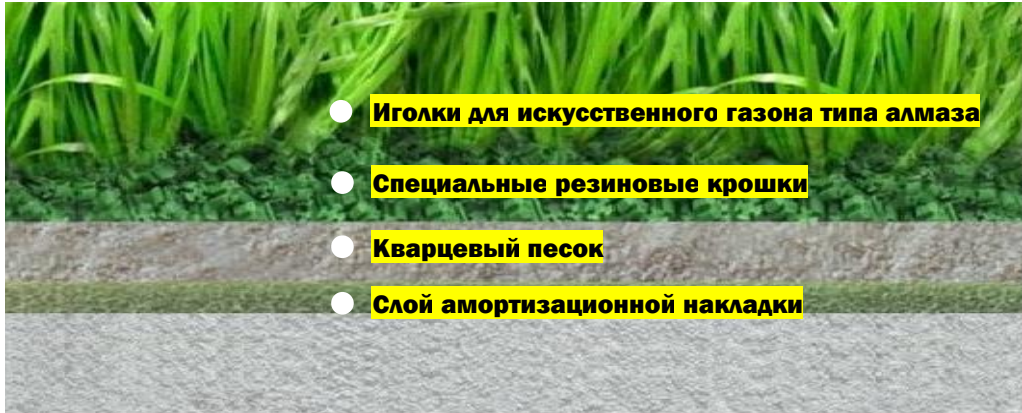 Иголки для искусственного газона типа алмаза
Специальные резиновые крошки
Кварцевый песок
Слой амортизационной накладки